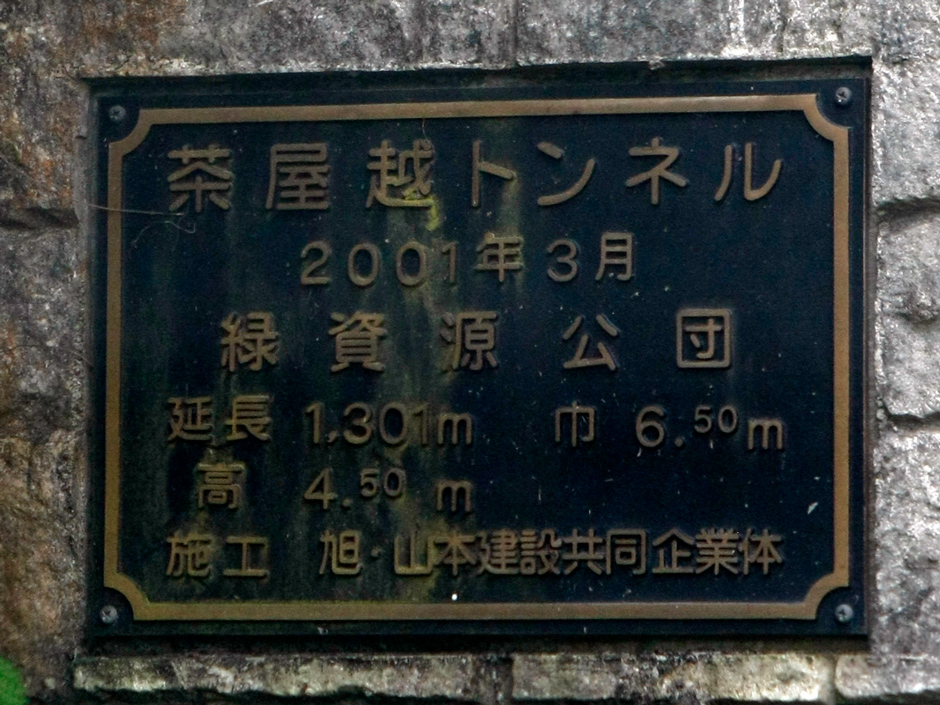 茶屋越トンネル
2001年3月
緑資源公団
延長 1,301m 巾 6.50m
高 4.50m
施工 旭・山本建設共同企業体